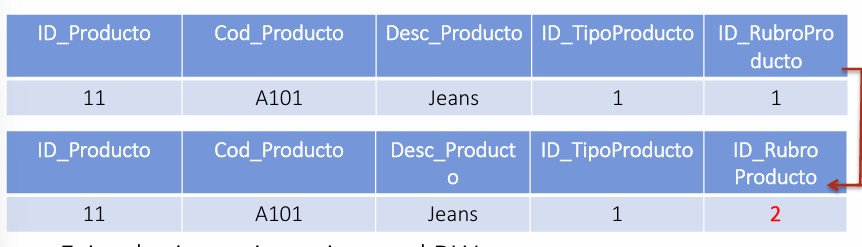 ID_Producto Cod_Producto Desc_Producto ID_TipoProducto ID_RubroPro
ducto
11 A101 Jeans 1 1
ID_Producto Cod_Producto Desc_Product ID_TipoProducto ID_Rubro
o Producto
11 A101 Jeans 1 2